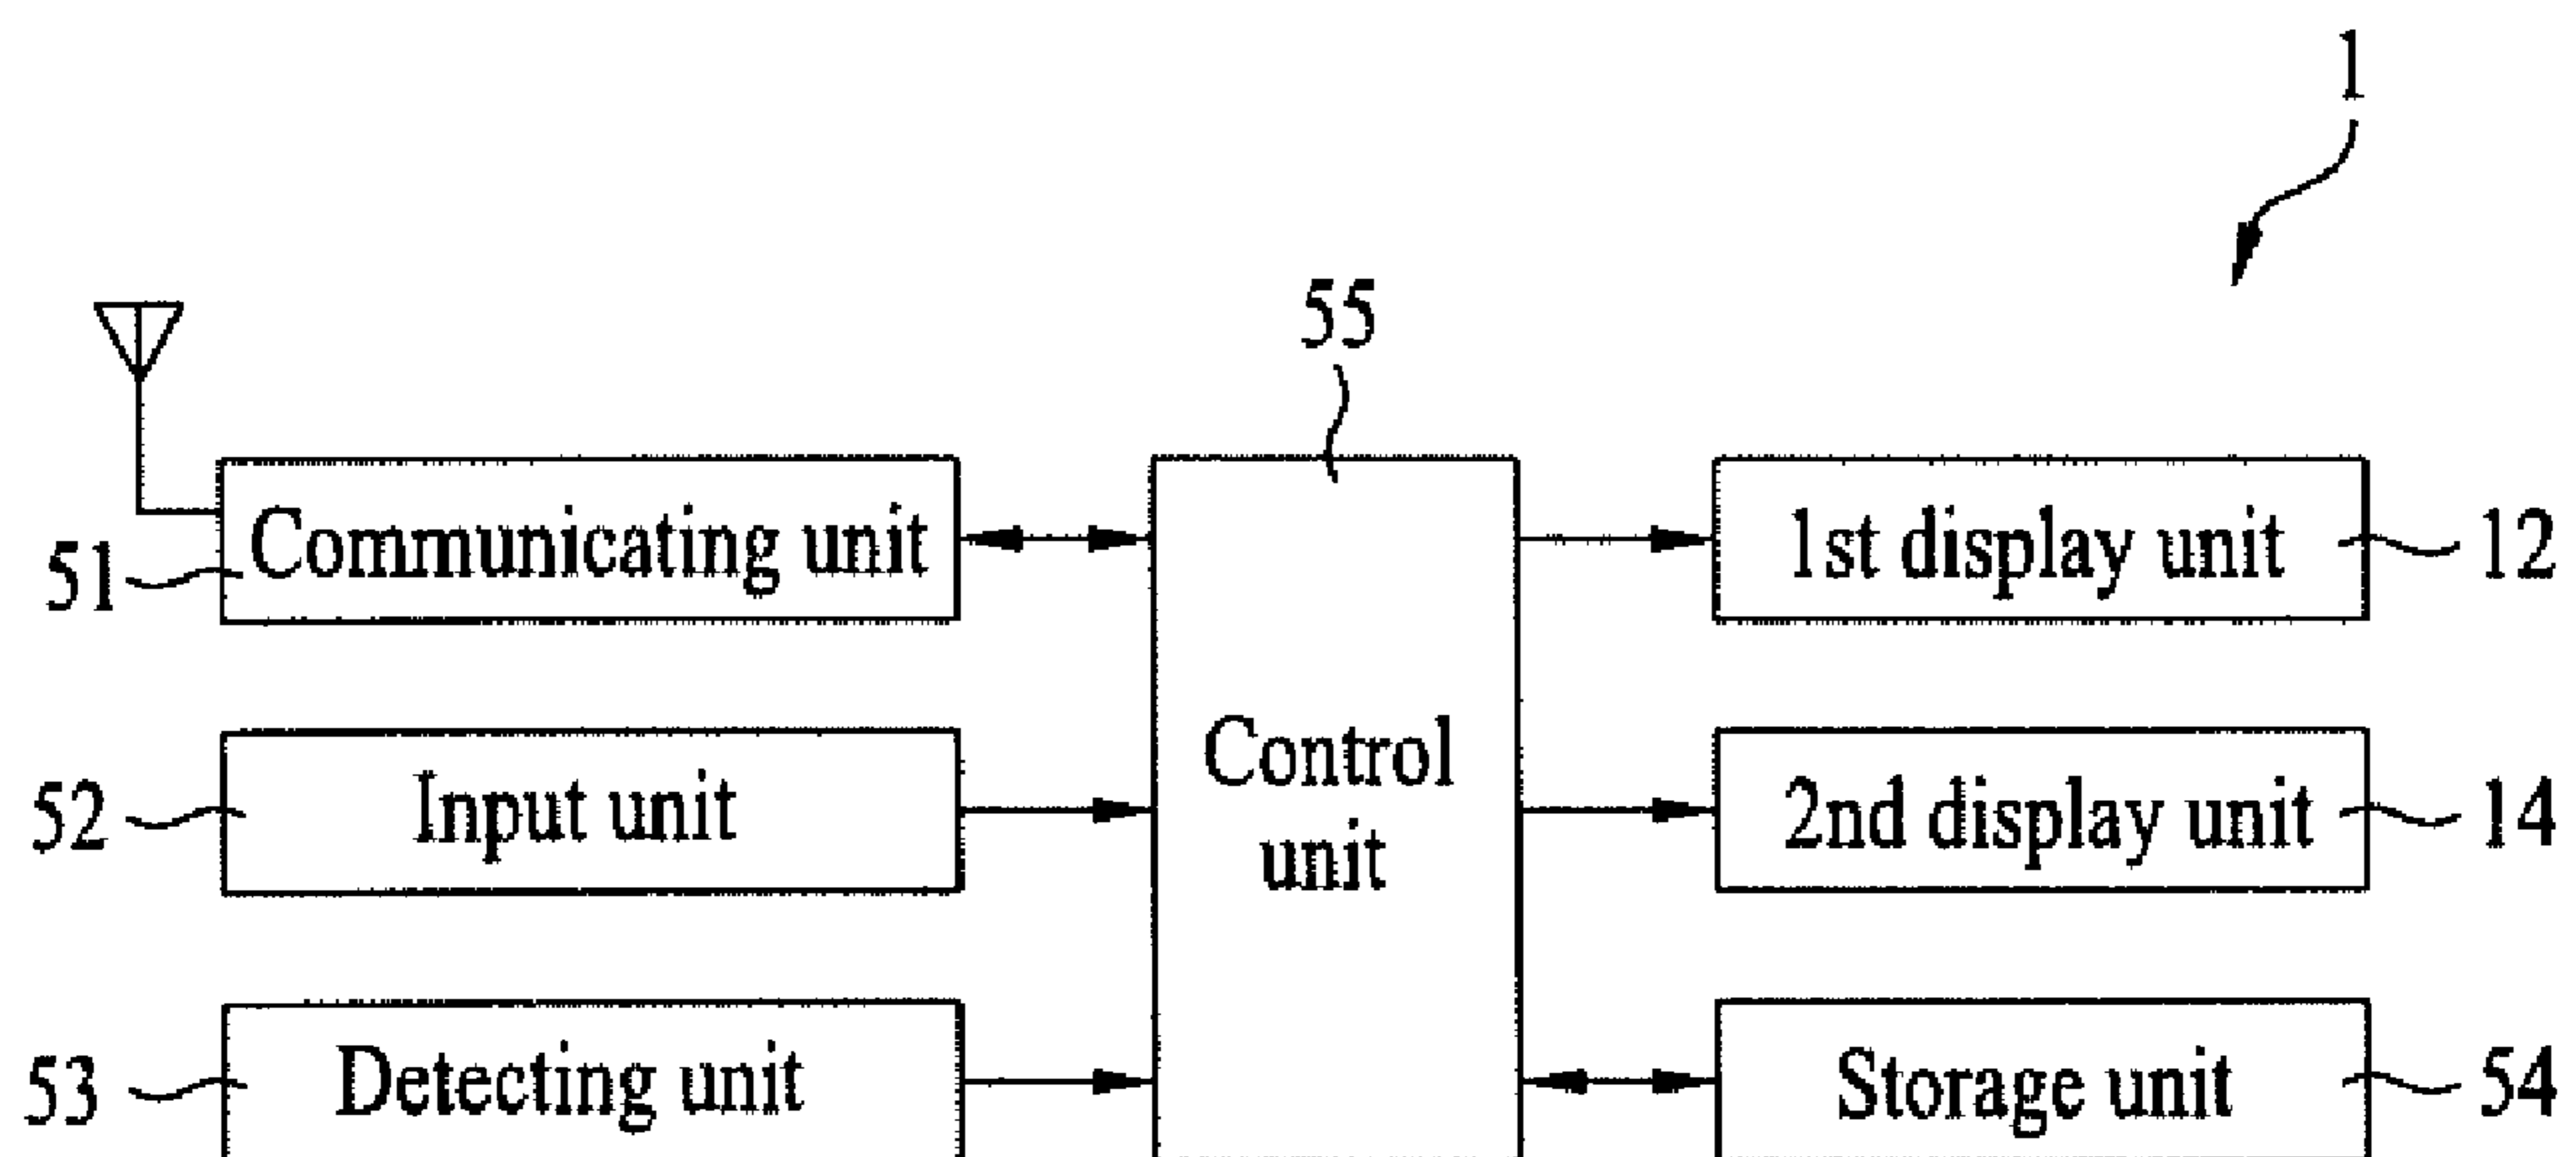 1
55
51
Communicating unit
1st display unit
12
52
Input unit
Control
unit
2nd display unit
14
53
Detecting unit
Storage unit
54